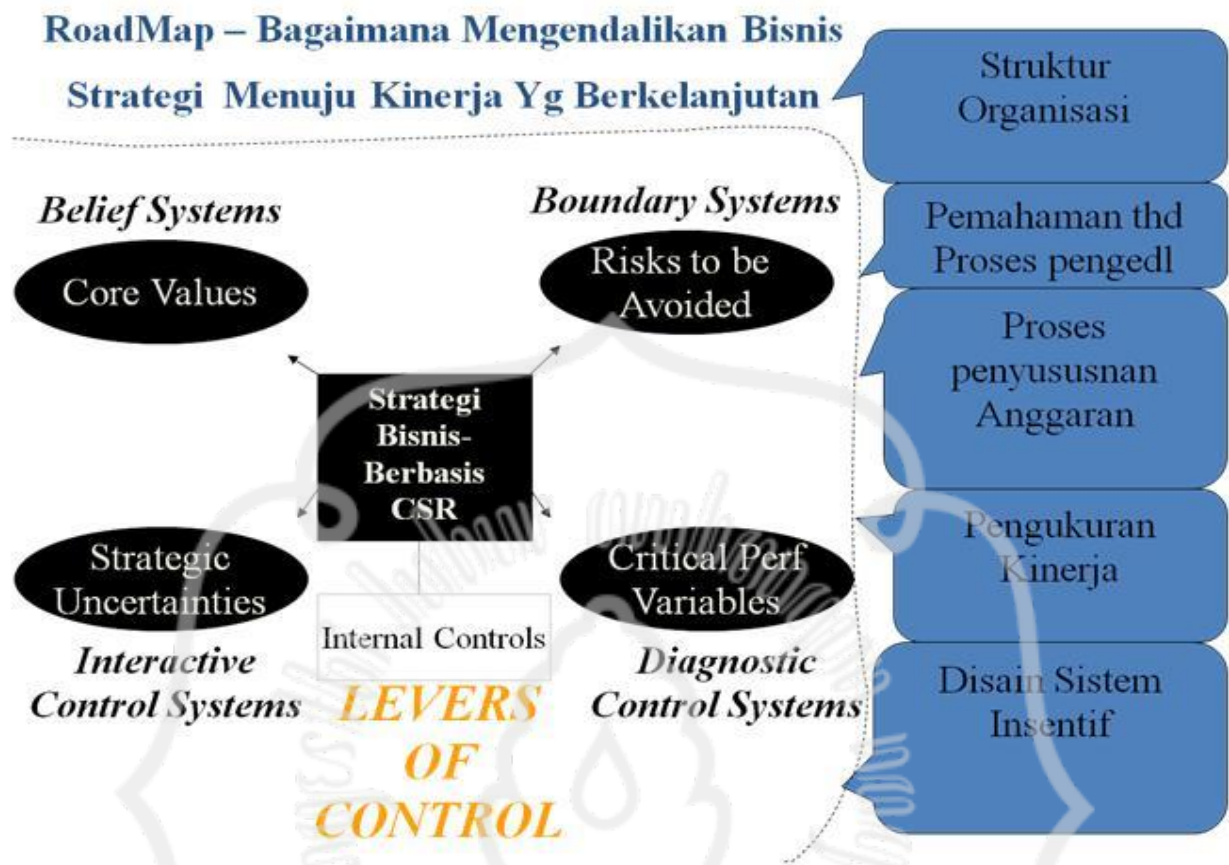 RoadMap – Bagaimana Mengendalikan Bisnis
Strategi Menuju Kinerja Yg Berkelanjutan
Belief Systems
Core Values
Boundary Systems
Risks to be
Avoided
Strategi
Bisnis-
Berbasis
CSR
Strategic
Uncertainties
Interactive
Control Systems
Internal Controls
LEVERS
OF
CONTROL
Critical Perf
Variables
Diagnostic
Control Systems
Struktur
Organisasi
Pemahaman thd
Proses pengedl
Proses
penyususnan
Anggaran
Pengukuran
Kinerja
Disain Sistem
Insentif